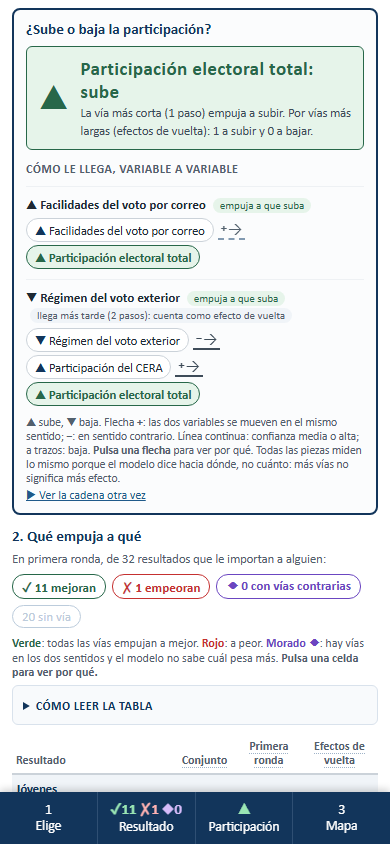 ¿Sube o baja la participación?
▲ Participación electoral total:
sube
La vía más corta (1 paso) empuja a subir. Por vías más
largas (efectos de vuelta): 1 a subir y 0 a bajar.
CÓMO LE LLEGA, VARIABLE A VARIABLE
▲ Facilidades del voto por correo empuja a que suba
▲ Facilidades del voto por correo +→
▲ Participación electoral total
▼ Régimen del voto exterior empuja a que suba
llega más tarde (2 pasos): cuenta como efecto de vuelta
▼ Régimen del voto exterior −→
▲ Participación del CERA +→
▲ Participación electoral total
▲ sube, ▼ baja. Flecha +: las dos variables se mueven en el mismo
sentido; −: en sentido contrario. Línea continua: confianza media o alta;
a trazos: baja. Pulsa una flecha para ver por qué. Todas las piezas miden
lo mismo porque el modelo dice hacia dónde, no cuánto: más vías no
significa más efecto.
▶ Ver la cadena otra vez
2. Qué empuja a qué
En primera ronda, de 32 resultados que le importan a alguien:
✓ 11 mejoran ✗ 1 empeoran ◆ 0 con vías contrarias
20 sin vía
Verde: todas las vías empujan a mejor. Rojo: a peor. Morado ◆: hay vías
en los dos sentidos y el modelo no sabe cuál pesa más. Pulsa una celda
para ver por qué.
▶ CÓMO LEER LA TABLA
Resultado Conjunto Primera ronda Efectos de vuelta
Jóvenes
1 Elige ✓11 ✗1 ◆0 Resultado ▲ Participación 3 Mapa